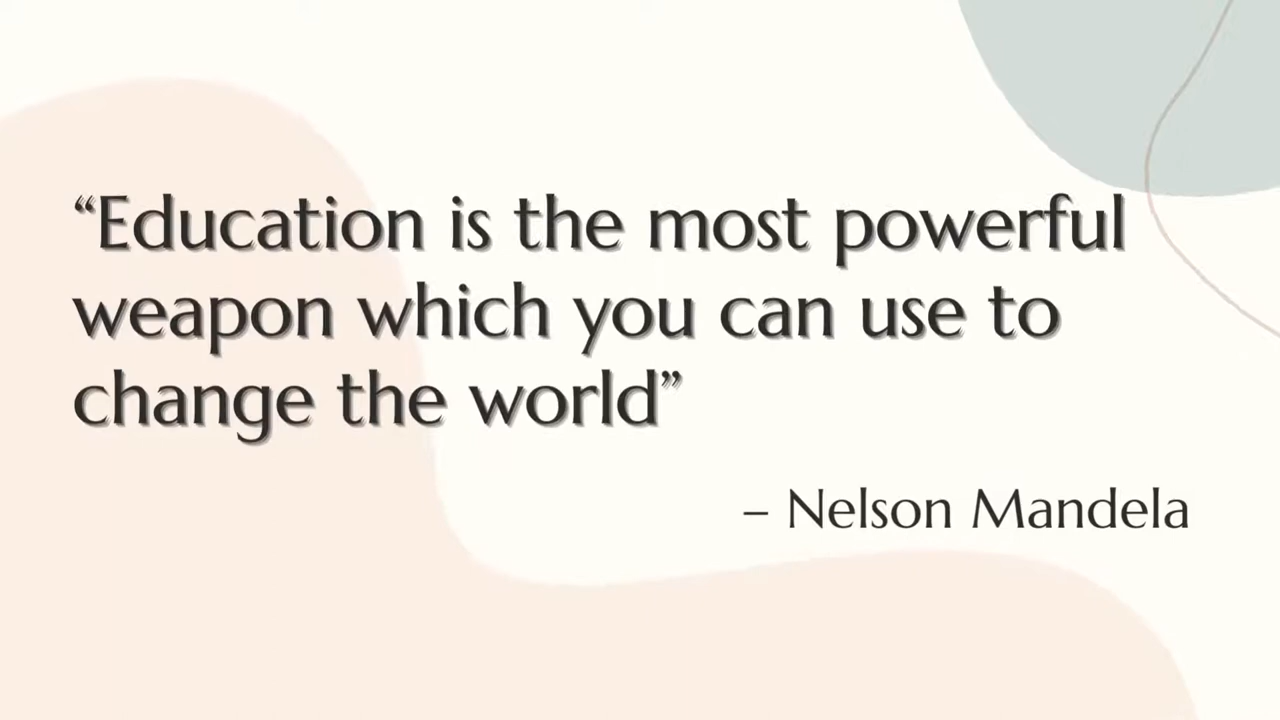 “Education is the most powerful
weapon which you can use to
change the world”
– Nelson Mandela